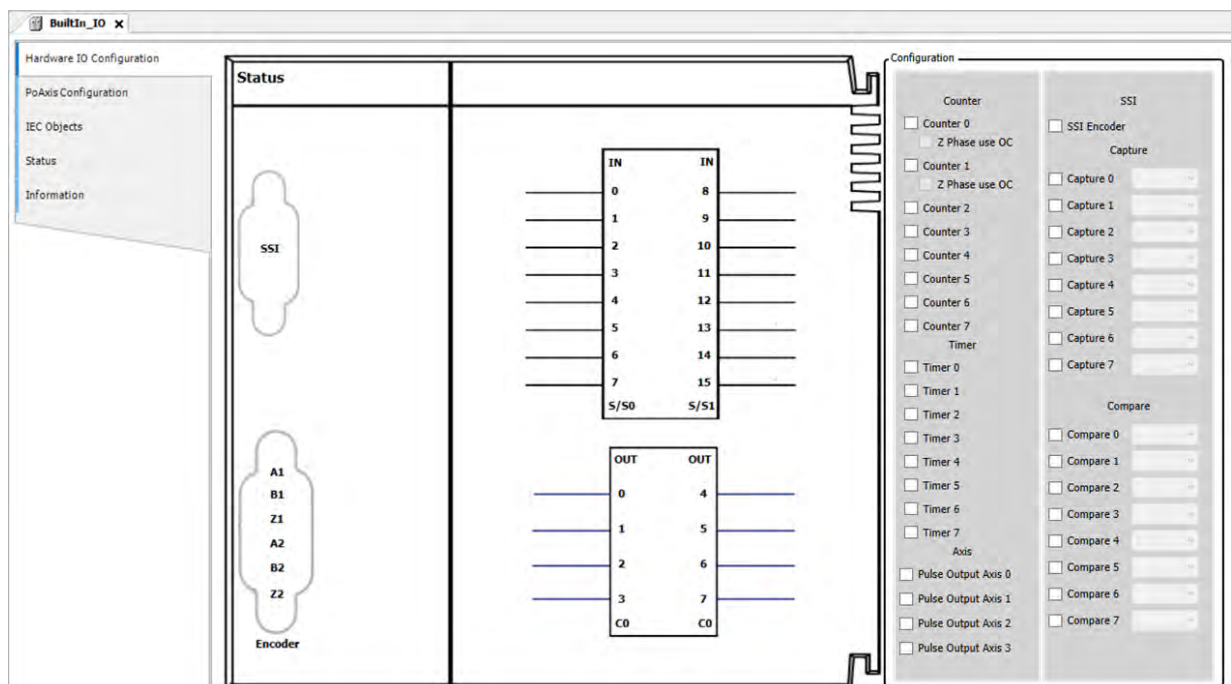 BuiltIn_IO
Hardware IO Configuration
PoAxis Configuration
IEC Objects
Status
Information
Status
SSI
A1
B1
Z1
A2
B2
Z2
Encoder
IN IN
0 8
1 9
2 10
3 11
4 12
5 13
6 14
7 15
S/S0 S/S1
OUT OUT
0 4
1 5
2 6
3 7
C0 C0
Configuration
Counter
Counter 0
Z Phase use OC
Counter 1
Z Phase use OC
Counter 2
Counter 3
Counter 4
Counter 5
Counter 6
Counter 7
Timer
Timer 0
Timer 1
Timer 2
Timer 3
Timer 4
Timer 5
Timer 6
Timer 7
Axis
Pulse Output Axis 0
Pulse Output Axis 1
Pulse Output Axis 2
Pulse Output Axis 3
SSI
SSI Encoder
Capture
Capture 0
Capture 1
Capture 2
Capture 3
Capture 4
Capture 5
Capture 6
Capture 7
Compare
Compare 0
Compare 1
Compare 2
Compare 3
Compare 4
Compare 5
Compare 6
Compare 7